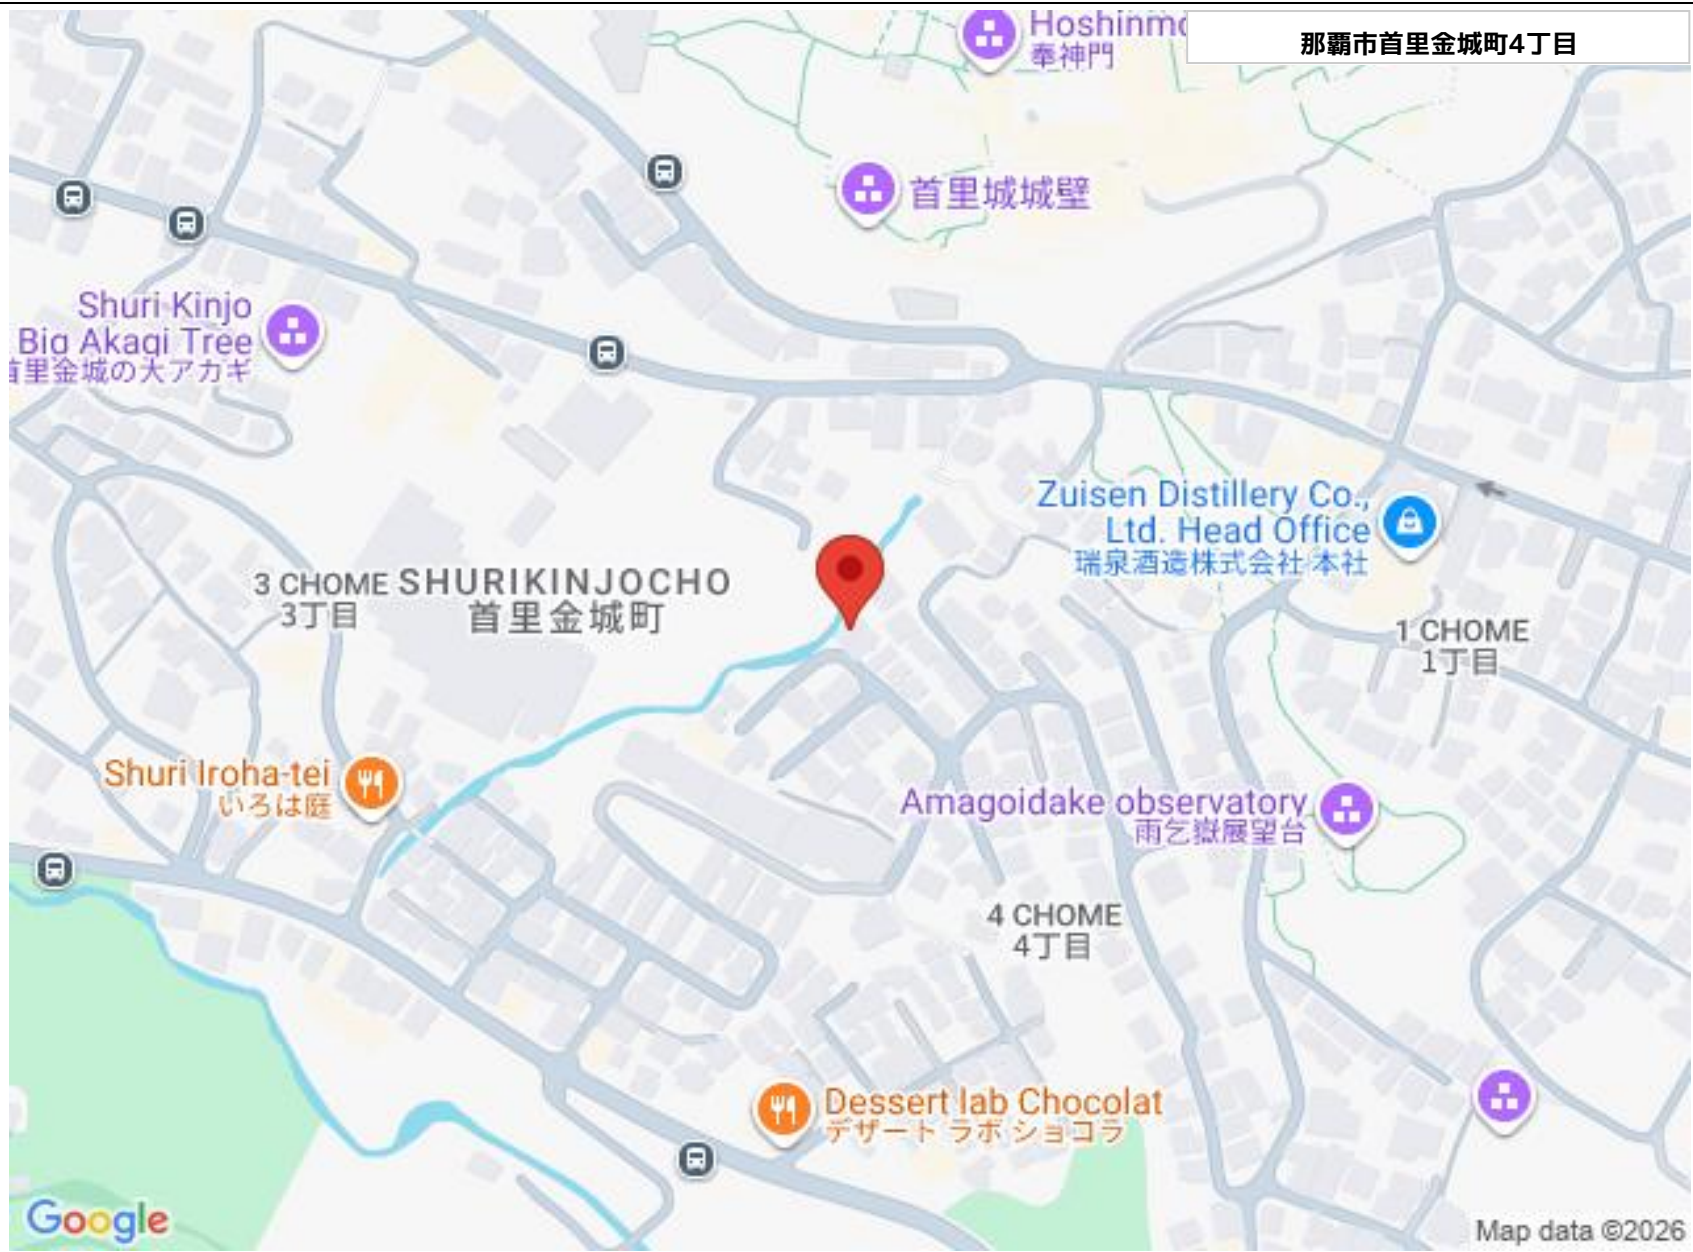 Hoshinmo
奉神門
那覇市首里金城町4丁目
首里城城壁
Shuri Kinjo
Big Akagi Tree
首里金城の大アカギ
Zuisen Distillery Co.,
Ltd. Head Office
瑞泉酒造株式会社 本社
3 CHOME
3丁目
SHURIKINJOCHO
首里金城町
1 CHOME
1丁目
Shuri Iroha-tei
いろは庭
Amagoidake observatory
雨乞嶽展望台
4 CHOME
4丁目
Dessert lab Chocolat
デザート ラボ ショコラ
Google
Map data ©2026